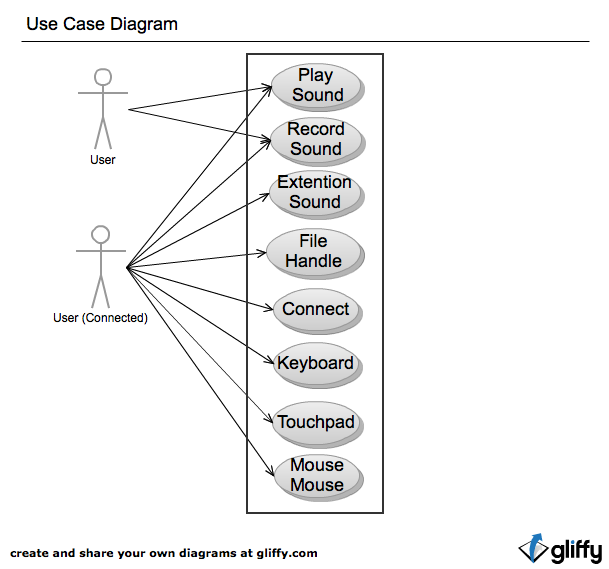 Use Case Diagram
Play
Sound
User
Record
Sound
Extention
Sound
File
Handle
User (Connected)
Connect
Keyboard
Touchpad
Mouse
Mouse
create and share your own diagrams at gliffy.com
gliffy